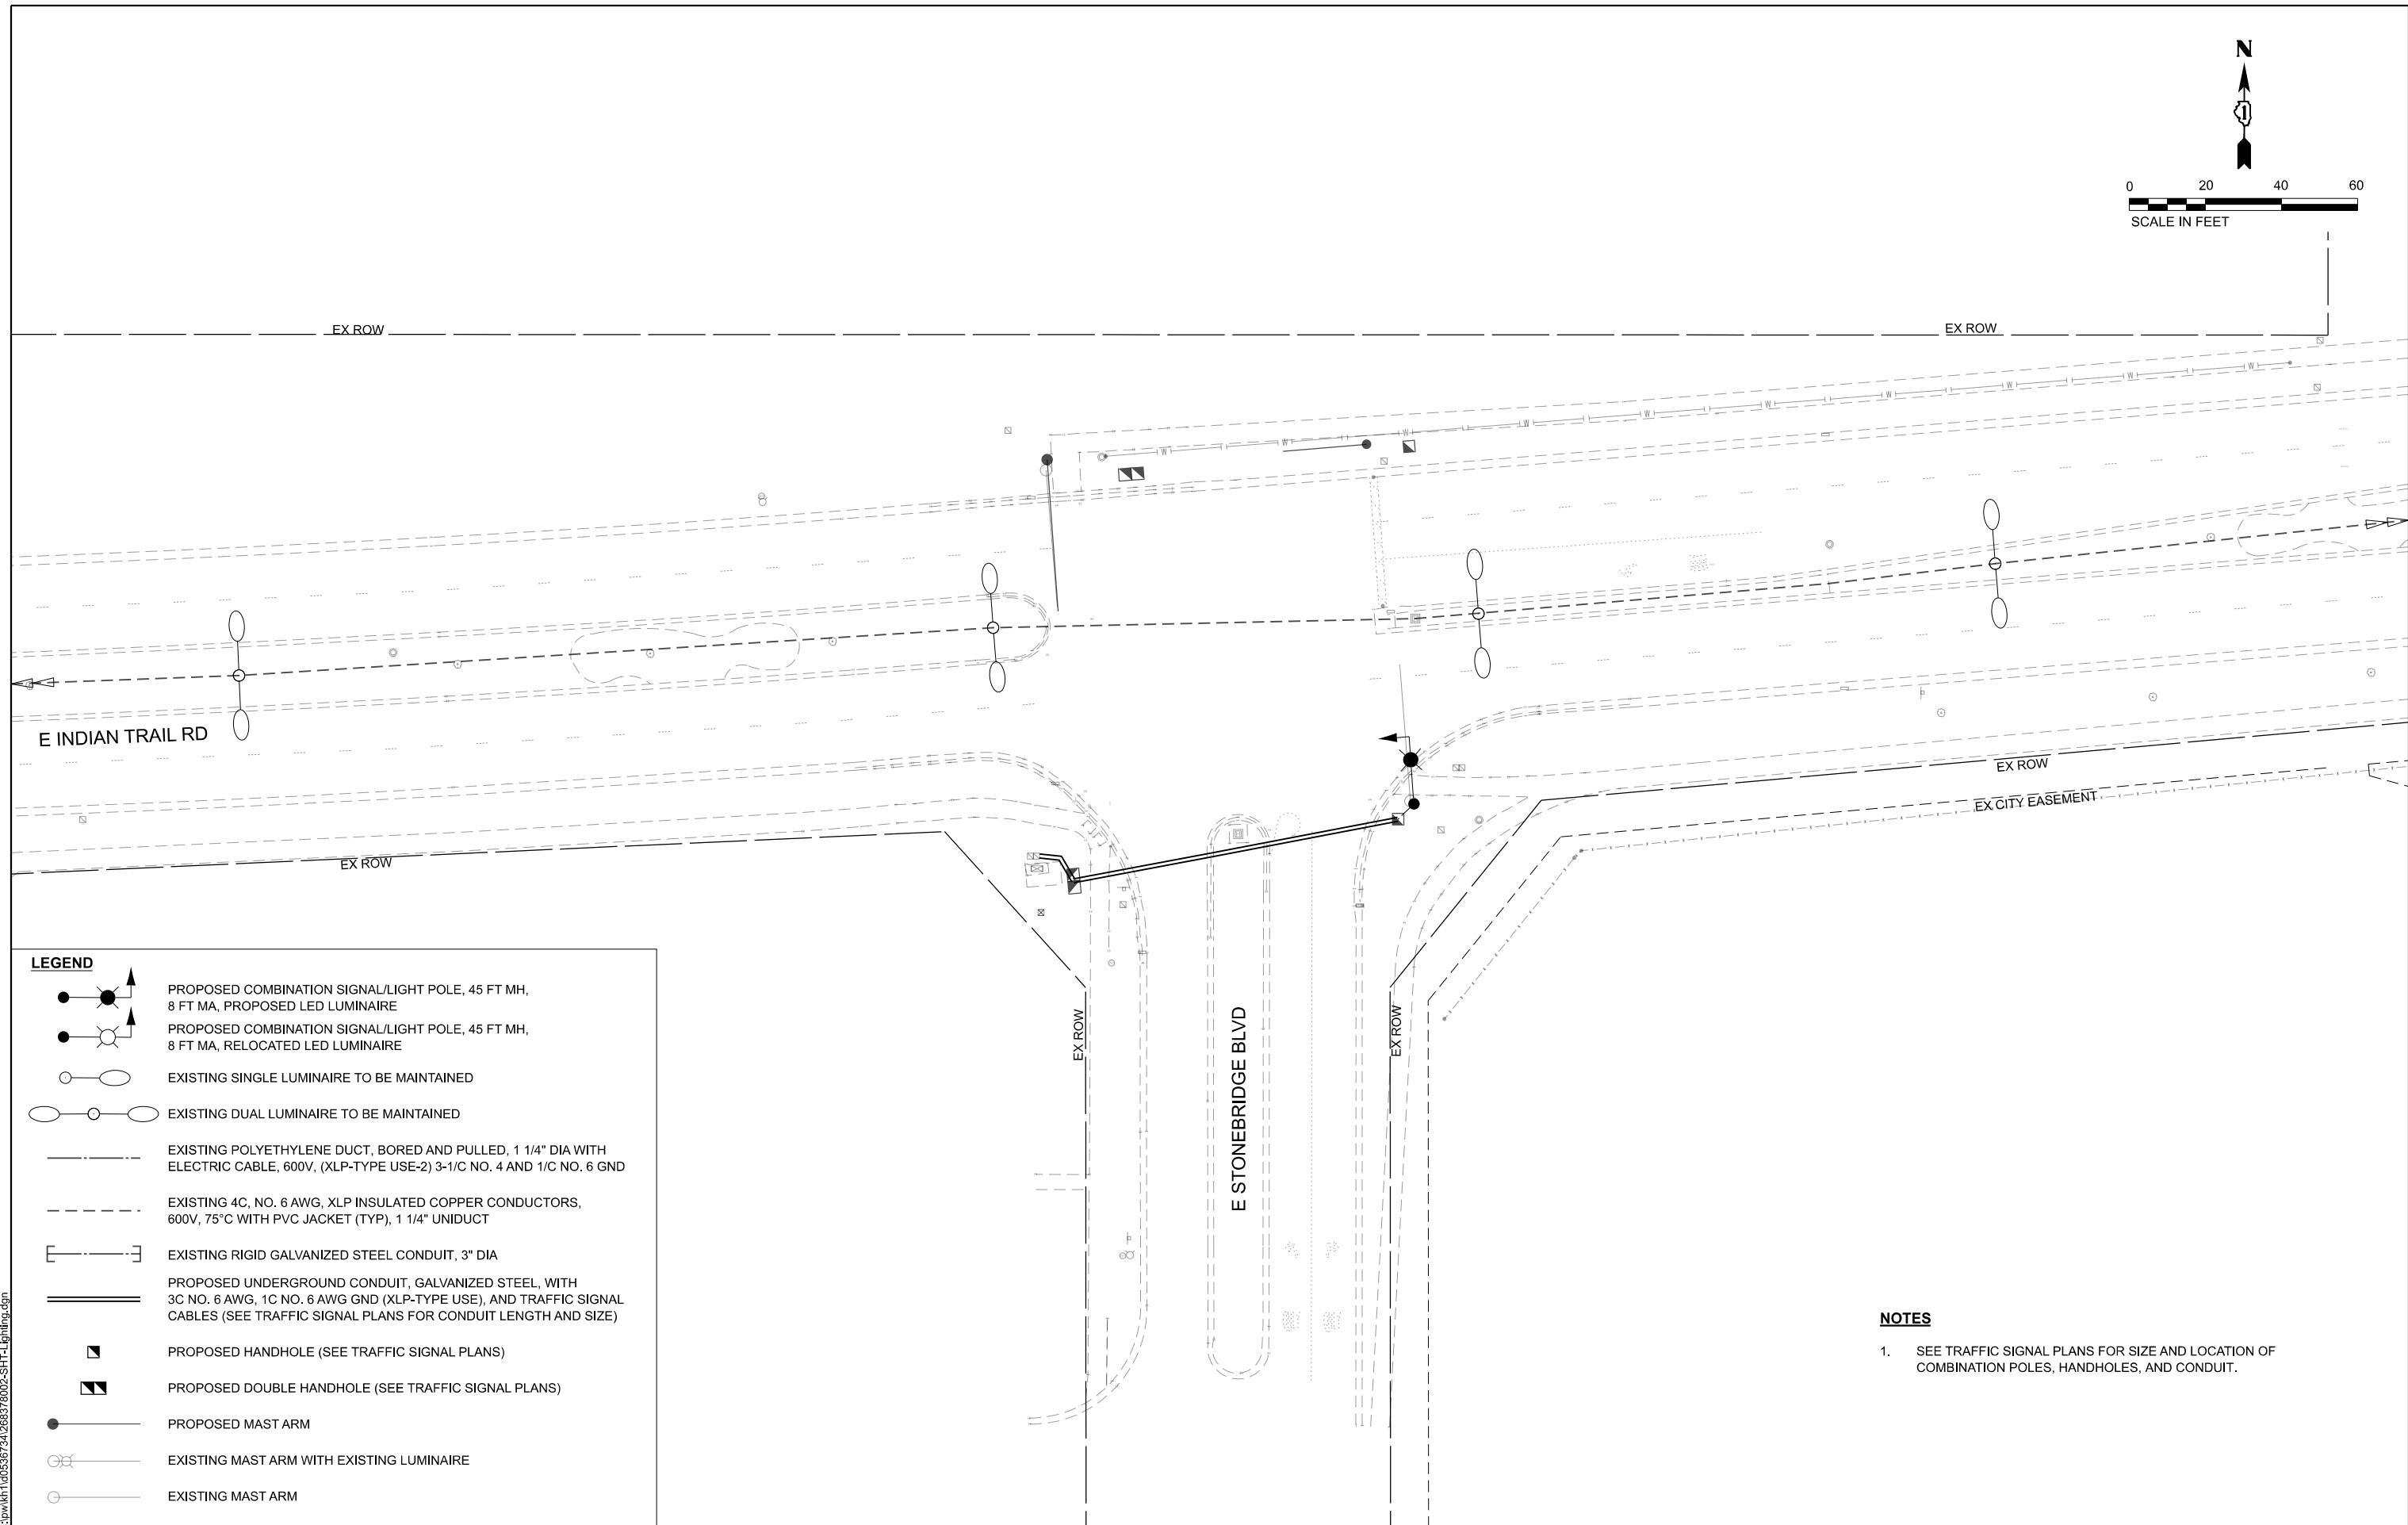 N
1
0 20 40 60
SCALE IN FEET
EX ROW
EX ROW
W W W W W W W W W W
E INDIAN TRAIL RD
EX ROW
EX CITY EASEMENT
EX ROW
EX ROW
EX ROW
E STONEBRIDGE BLVD
LEGEND
PROPOSED COMBINATION SIGNAL/LIGHT POLE, 45 FT MH,
8 FT MA, PROPOSED LED LUMINAIRE
PROPOSED COMBINATION SIGNAL/LIGHT POLE, 45 FT MH,
8 FT MA, RELOCATED LED LUMINAIRE
EXISTING SINGLE LUMINAIRE TO BE MAINTAINED
EXISTING DUAL LUMINAIRE TO BE MAINTAINED
EXISTING POLYETHYLENE DUCT, BORED AND PULLED, 1 1/4" DIA WITH
ELECTRIC CABLE, 600V, (XLP-TYPE USE-2) 3-1/C NO. 4 AND 1/C NO. 6 GND
EXISTING 4C, NO. 6 AWG, XLP INSULATED COPPER CONDUCTORS,
600V, 75°C WITH PVC JACKET (TYP), 1 1/4" UNIDUCT
EXISTING RIGID GALVANIZED STEEL CONDUIT, 3" DIA
PROPOSED UNDERGROUND CONDUIT, GALVANIZED STEEL, WITH
3C NO. 6 AWG, 1C NO. 6 AWG GND (XLP-TYPE USE), AND TRAFFIC SIGNAL
CABLES (SEE TRAFFIC SIGNAL PLANS FOR CONDUIT LENGTH AND SIZE)
PROPOSED HANDHOLE (SEE TRAFFIC SIGNAL PLANS)
PROPOSED DOUBLE HANDHOLE (SEE TRAFFIC SIGNAL PLANS)
PROPOSED MAST ARM
EXISTING MAST ARM WITH EXISTING LUMINAIRE
EXISTING MAST ARM
NOTES
1. SEE TRAFFIC SIGNAL PLANS FOR SIZE AND LOCATION OF
COMBINATION POLES, HANDHOLES, AND CONDUIT.